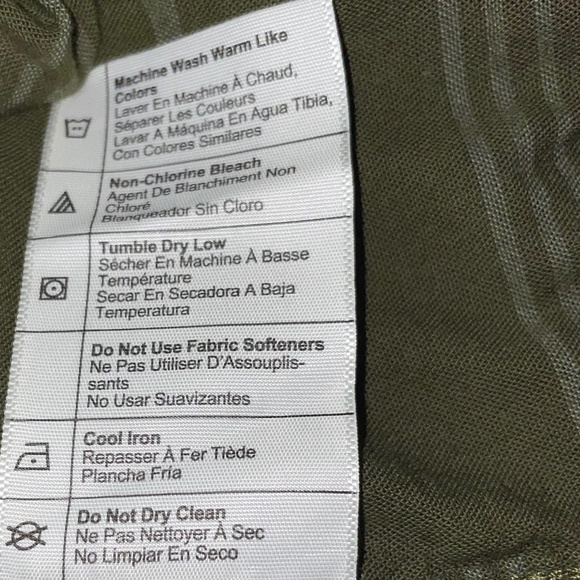 Machine Wash Warm Like
Colors
Laver En Machine À Chaud,
Séparer Les Couleurs
Lavar A Máquina En Agua Tibia,
Con Colores Similares
Non-Chlorine Bleach
Agent De Blanchiment Non
Chloré
Blanqueador Sin Cloro
Tumble Dry Low
Sécher En Machine À Basse
Température
Secar En Secadora A Baja
Temperatura
Do Not Use Fabric Softeners
Ne Pas Utiliser D'Assouplis-
sants
No Usar Suavizantes
Cool Iron
Repasser À Fer Tiède
Plancha Fría
Do Not Dry Clean
Ne Pas Nettoyer À Sec
No Limpiar En Seco